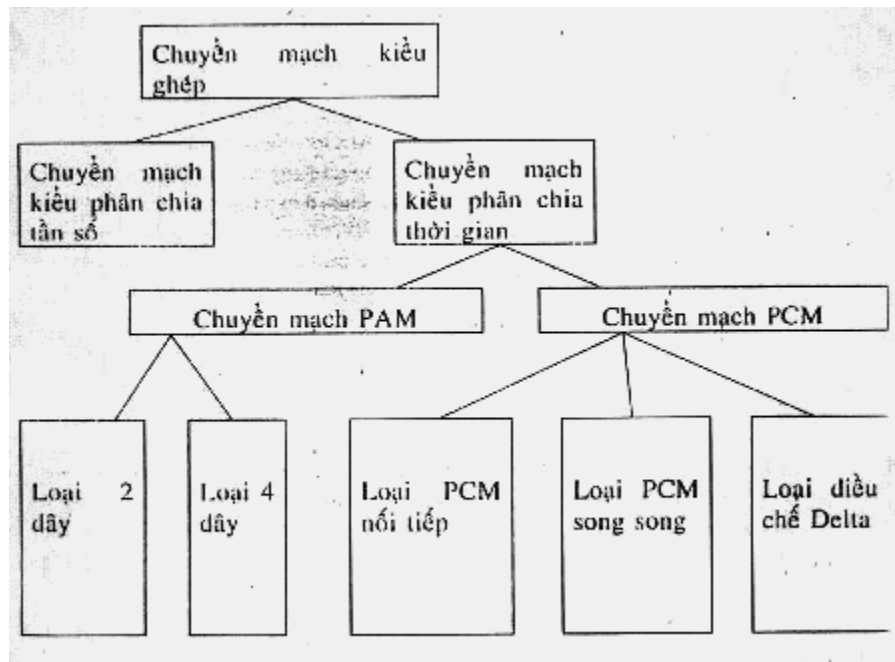 Chuyển mạch kiểu
ghép
Chuyển mạch
kiểu phân chia
tần số
Chuyển mạch
kiểu phân chia
thời gian
Chuyển mạch PAM
Chuyển mạch PCM
Loại 2
dây
Loại 4
dây
Loại PCM
nối tiếp
Loại PCM
song song
Loại điều
chế Delta